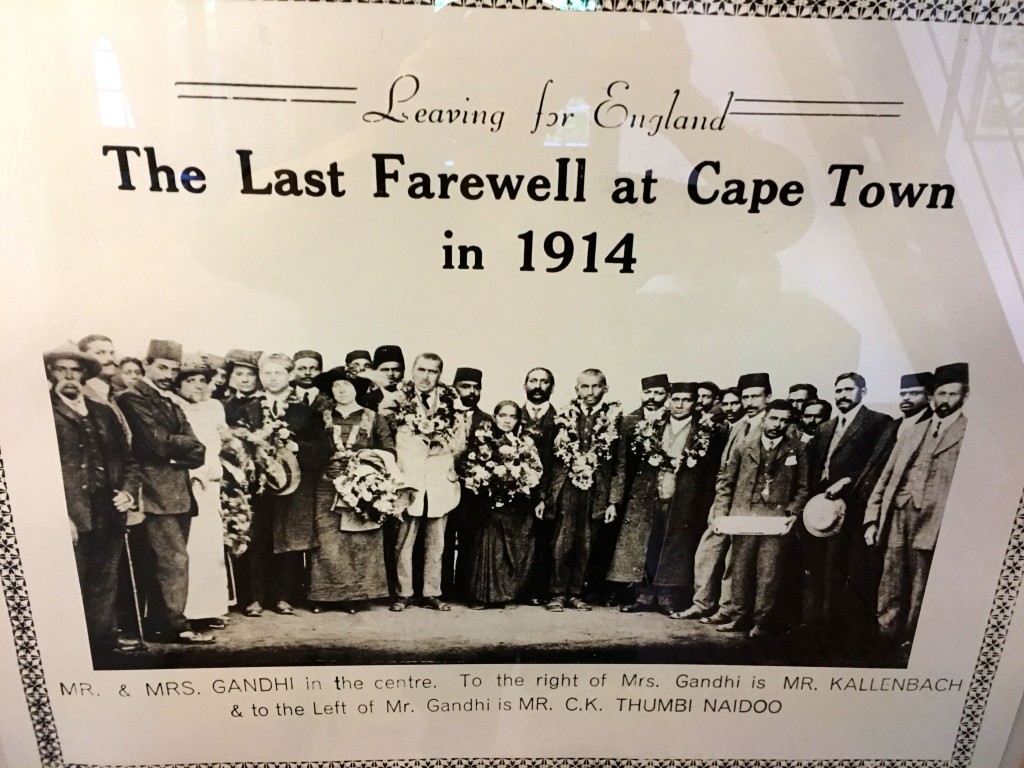 Leaving for England
The Last Farewell at Cape Town
in 1914
MR. & MRS. GANDHI in the centre. To the right of Mrs. Gandhi is MR. KALLENBACH
& to the Left of Mr. Gandhi is MR. C.K. THUMBI NAIDOO